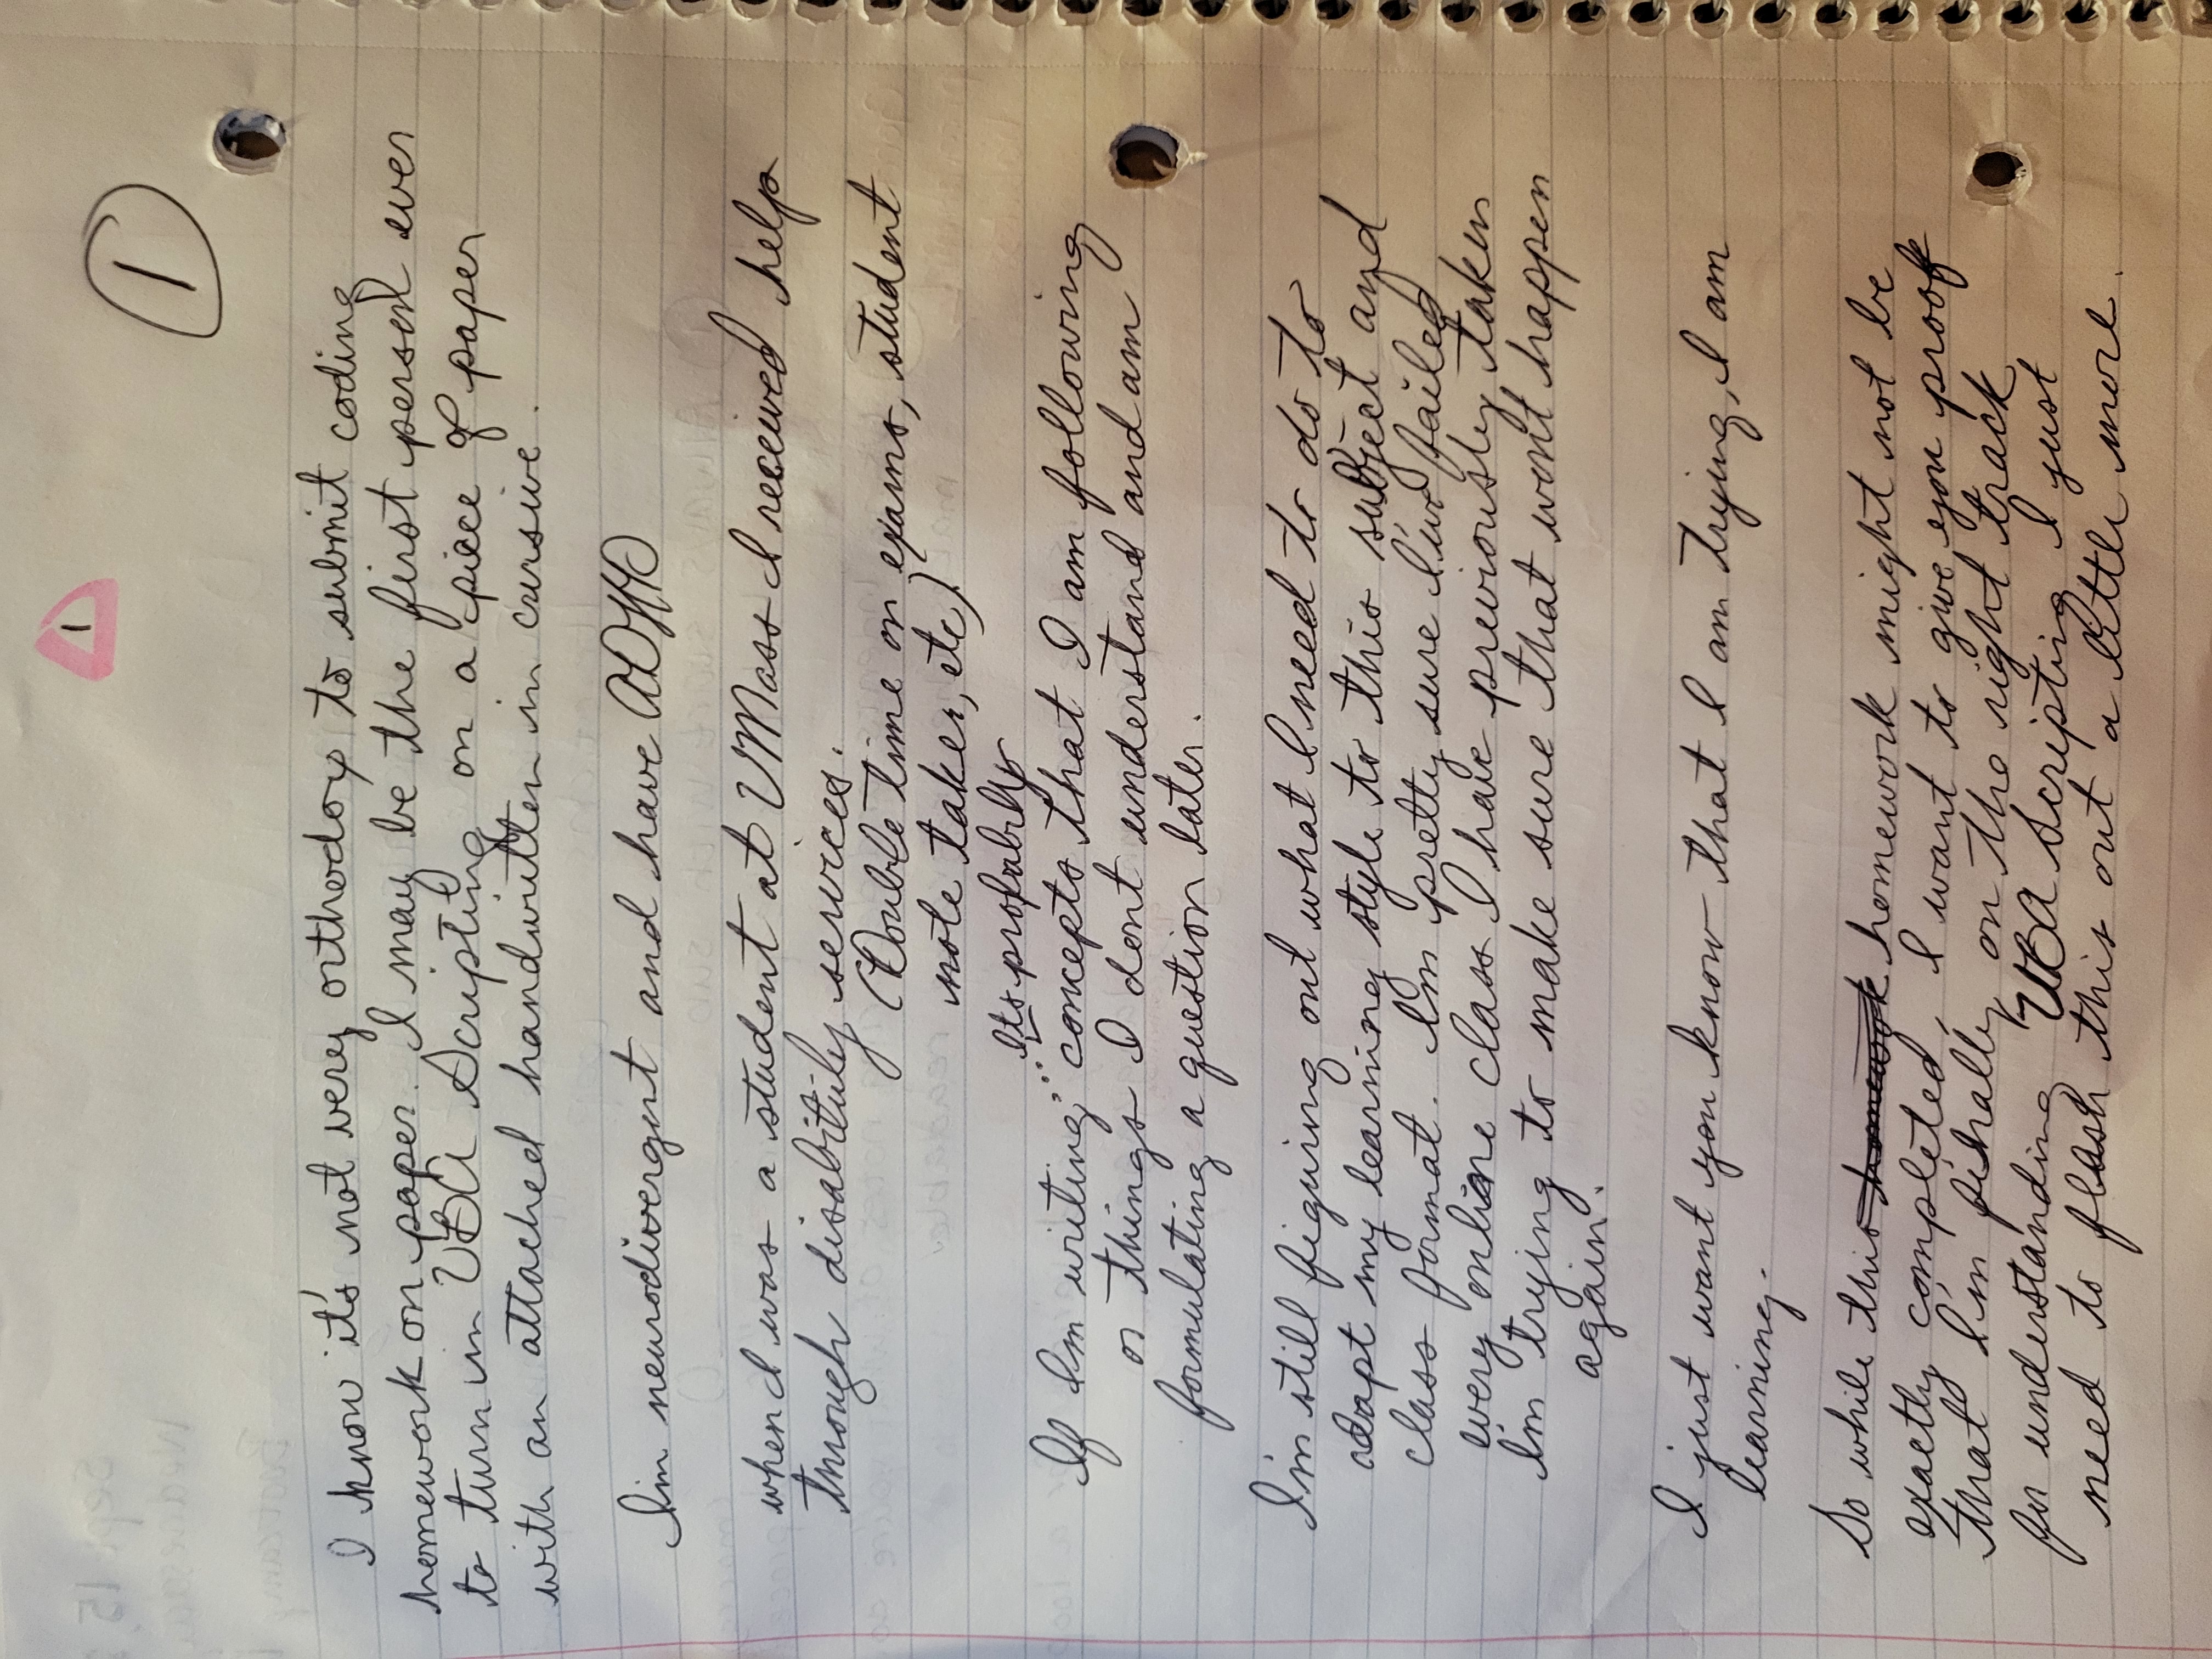 1
1
I know it's not very orthodox to submit coding
homework on paper. I may be the first person ever
to turn in VBA Scripting on a piece of paper
with an attached handwritten in cursive.
Im neurodivergent and have ADHD
when I was a student at UMass I received help
through disability services.
(Double time on exams, student
note taker, etc)
Its probably
If Im writing, concepts that I am following
or things I dont understand and am
formulating a question later.
I'm still figuring out what I need to do to
adapt my learning style to this subject and
class format. Im pretty sure I've failed
every online class I have previously taken
I'm trying to make sure that wont happen
again.
I just want you know that I am trying, I am
learning.
So while this homework homework might not be
exactly completed, I want to give you proof
that I'm finally on the right track
for understanding VBA Scripting I just
need to flesh this out a little more.